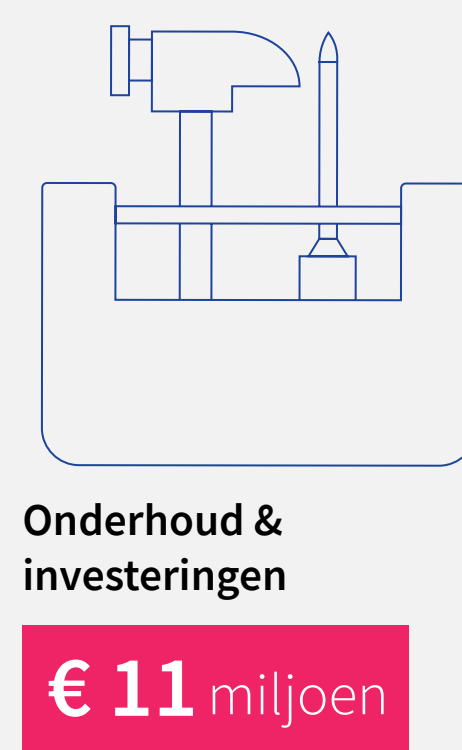 Onderhoud &
investeringen
€ 11 miljoen